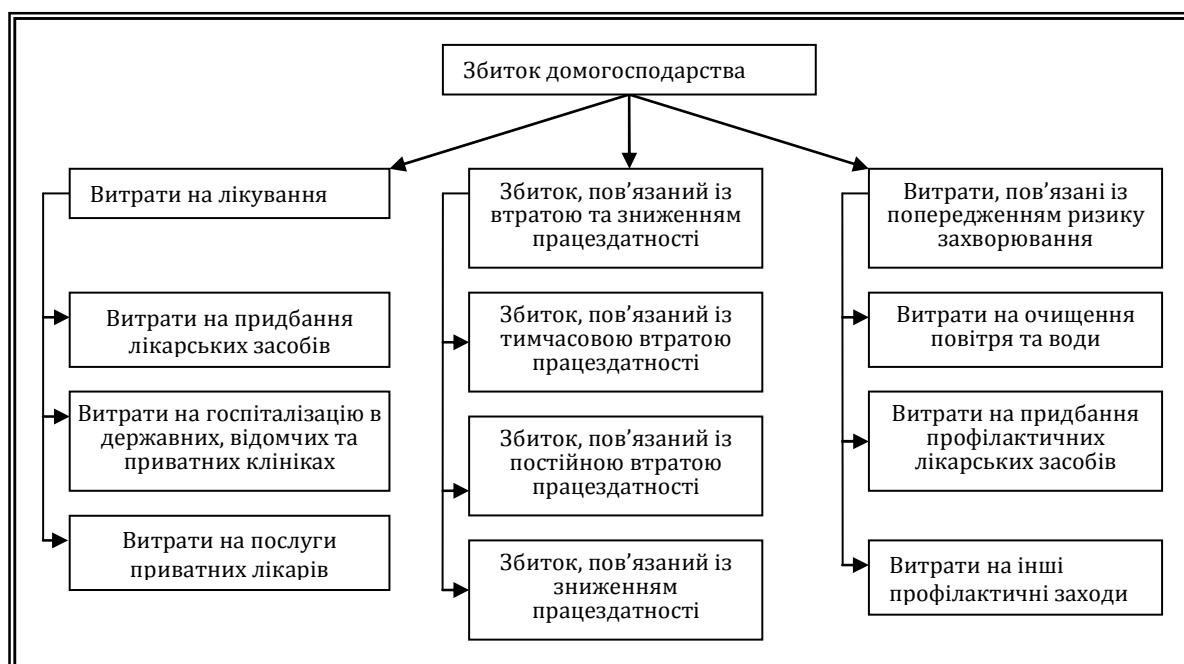 Збиток домогосподарства
Витрати на лікування
Витрати на придбання
лікарських засобів
Витрати на госпіталізацію в
державних, відомчих та
приватних клініках
Витрати на послуги
приватних лікарів
Збиток, пов’язаний із
втратою та зниженням
працездатності
Збиток, пов’язаний із
тимчасовою втратою
працездатності
Збиток, пов’язаний із
постійною втратою
працездатності
Збиток, пов’язаний із
зниженням
працездатності
Витрати, пов’язані із
попередженням ризику
захворювання
Витрати на очищення
повітря та води
Витрати на придбання
профілактичних
лікарських засобів
Витрати на інші
профілактичні заходи